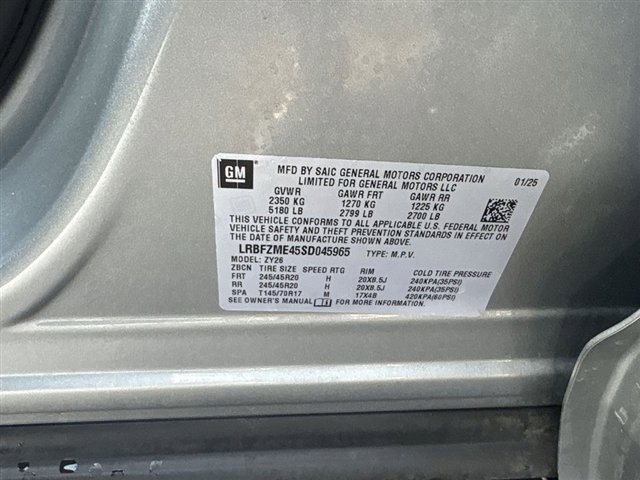 GM
MFD BY SAIC GENERAL MOTORS CORPORATION
LIMITED FOR GENERAL MOTORS LLC 01/25
GVWR GAWR FRT GAWR RR
2350 KG 1270 KG 1225 KG
5180 LB 2799 LB 2700 LB
THIS VEHICLE CONFORMS TO ALL APPLICABLE U.S. FEDERAL MOTOR
VEHICLE SAFETY AND THEFT PREVENTION STANDARDS IN EFFECT
ON THE DATE OF MANUFACTURE SHOWN ABOVE.
LRBFZME45SD045965 TYPE: M.P.V.
MODEL: ZY26
ZBCN TIRE SIZE SPEED RTG RIM COLD TIRE PRESSURE
FRT 245/45R20 H 20X8.5J 240KPA(35PSI)
RR 245/45R20 H 20X8.5J 240KPA(35PSI)
SPA T145/70R17 M 17X4B 420KPA(60PSI)
SEE OWNER'S MANUAL FOR MORE INFORMATION.